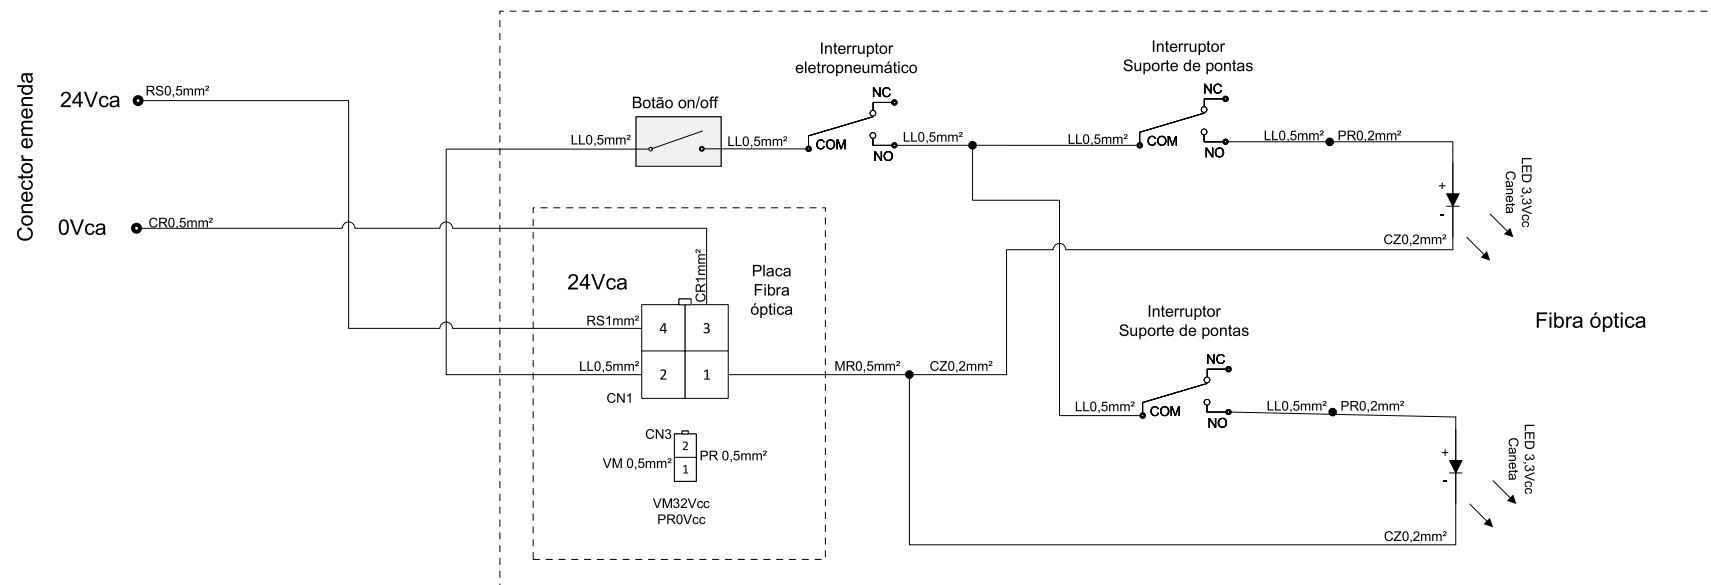 Conector emenda
24Vca
RS0,5mm²
0Vca
CR0,5mm²
Botão on/off
LL0,5mm²
LL0,5mm²
Interruptor
eletropneumático
NC
COM
NO
LL0,5mm²
LL0,5mm²
Interruptor
Suporte de pontas
NC
COM
NO
LL0,5mm²
PR0,2mm²
+
-
LED 3,3Vcc
Caneta
CZ0,2mm²
24Vca
CR1mm²
Placa
Fibra
óptica
RS1mm²
4
3
LL0,5mm²
2
1
CN1
MR0,5mm²
CZ0,2mm²
CN3
2
VM 0,5mm²
1
PR 0,5mm²
VM32Vcc
PR0Vcc
Interruptor
Suporte de pontas
NC
LL0,5mm²
COM
NO
LL0,5mm²
PR0,2mm²
+
-
LED 3,3Vcc
Caneta
CZ0,2mm²
Fibra óptica